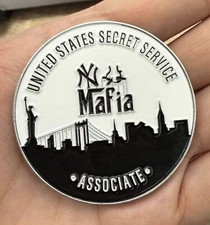 UNITED STATES SECRET SERVICE
NY
Mafia
• ASSOCIATE •